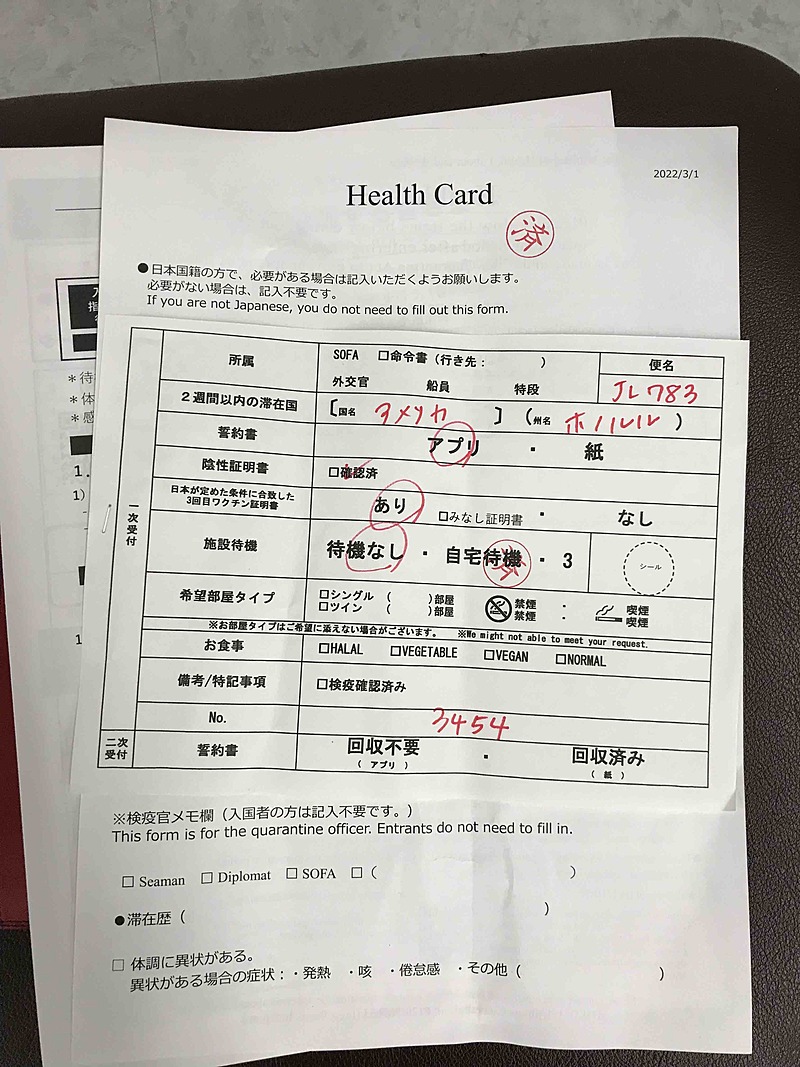 2022/3/1
Health Card
済
●日本国籍の方で、必要がある場合は記入いただくようお願いします。
必要がない場合は、記入不要です。
If you are not Japanese, you do not need to fill out this form.
一次受付
所属
SOFA □命令書(行き先: )
外交官 船員 特段
便名
JL783
2週間以内の滞在国
[国名 アメリカ ] (州名 ホノルル )
誓約書
アプリ ・ 紙
陰性証明書
□確認済
日本が定めた条件に合致した
3回目ワクチン証明書
あり □みなし証明書 ・ なし
施設待機
待機なし ・ 自宅待機 ・ 3
済
シール
希望部屋タイプ
□シングル ( )部屋 禁煙 ・ 喫煙
□ツイン ( )部屋 禁煙 ・ 喫煙
※お部屋タイプはご希望に添えない場合がございます。 ※We might not able to meet your request.
お食事
□HALAL □VEGETABLE □VEGAN □NORMAL
備考/特記事項
□検疫確認済み
No.
3454
二次受付
誓約書
回収不要 ・ 回収済み
(アプリ) (紙)
※検疫官メモ欄(入国者の方は記入不要です。)
This form is for the quarantine officer. Entrants do not need to fill in.
□ Seaman □ Diplomat □ SOFA □ ( )
●滞在歴( )
□ 体調に異状がある。
異状がある場合の症状:・発熱 ・咳 ・倦怠感 ・その他( )
＊待
＊体
＊感
1.
1)